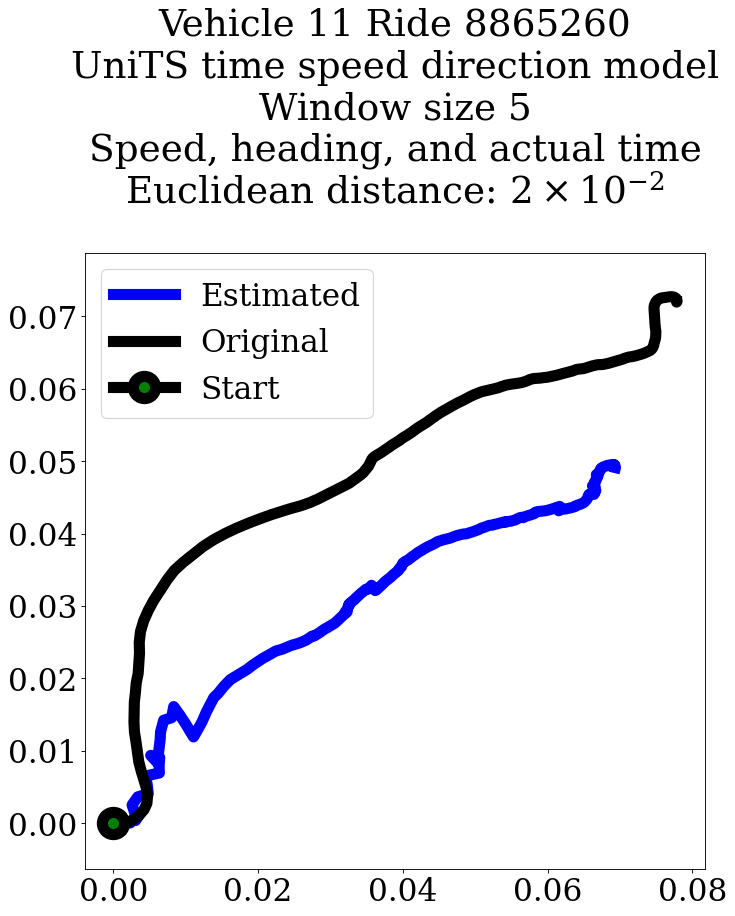 Vehicle 11 Ride 8865260
UniTS time speed direction model
Window size 5
Speed, heading, and actual time
Euclidean distance: 2 × 10⁻²
Estimated
Original
Start
0.07
0.06
0.05
0.04
0.03
0.02
0.01
0.00
0.00 0.02 0.04 0.06 0.08